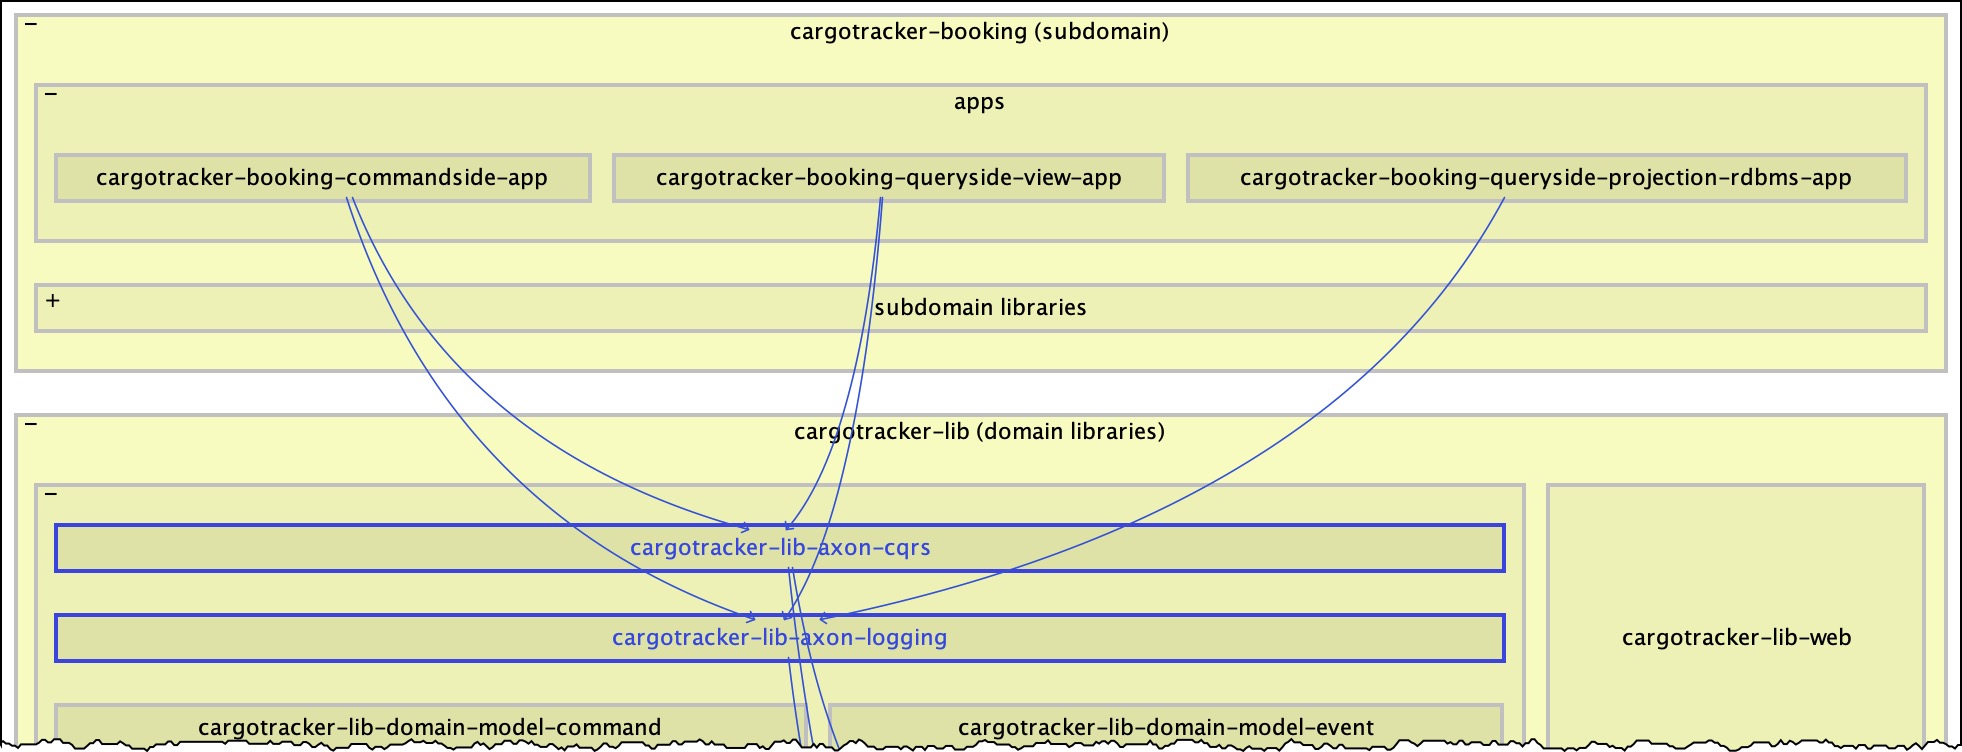 cargotracker-booking (subdomain)
apps
cargotracker-booking-commandside-app
cargotracker-booking-queryside-view-app
cargotracker-booking-queryside-projection-rdbms-app
subdomain libraries
cargotracker-lib (domain libraries)
cargotracker-lib-axon-cqrs
cargotracker-lib-axon-logging
cargotracker-lib-web
cargotracker-lib-domain-model-command
cargotracker-lib-domain-model-event